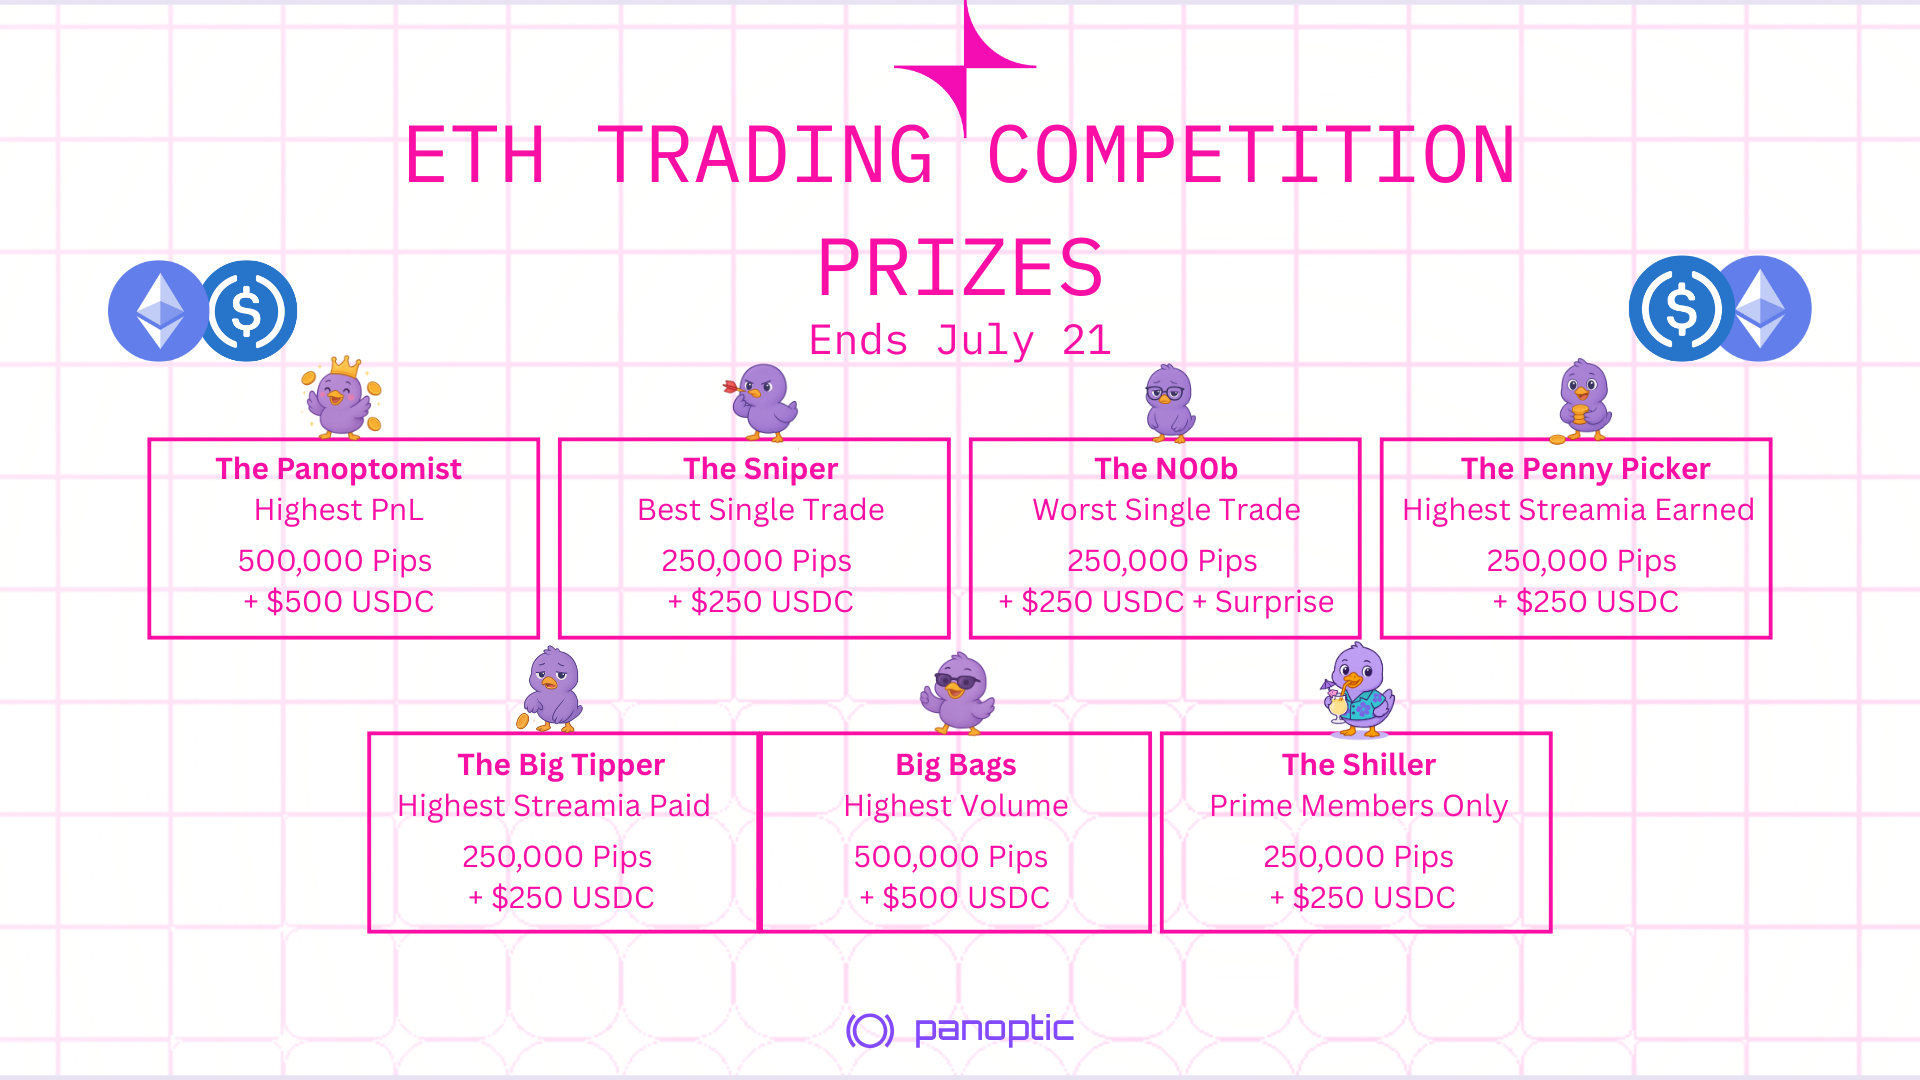 ETH TRADING COMPETITION
PRIZES
Ends July 21
The Panoptomist
Highest PnL
500,000 Pips
+ $500 USDC
The Sniper
Best Single Trade
250,000 Pips
+ $250 USDC
The N00b
Worst Single Trade
250,000 Pips
+ $250 USDC + Surprise
The Penny Picker
Highest Streamia Earned
250,000 Pips
+ $250 USDC
The Big Tipper
Highest Streamia Paid
250,000 Pips
+ $250 USDC
Big Bags
Highest Volume
500,000 Pips
+ $500 USDC
The Shiller
Prime Members Only
250,000 Pips
+ $250 USDC
panoptic